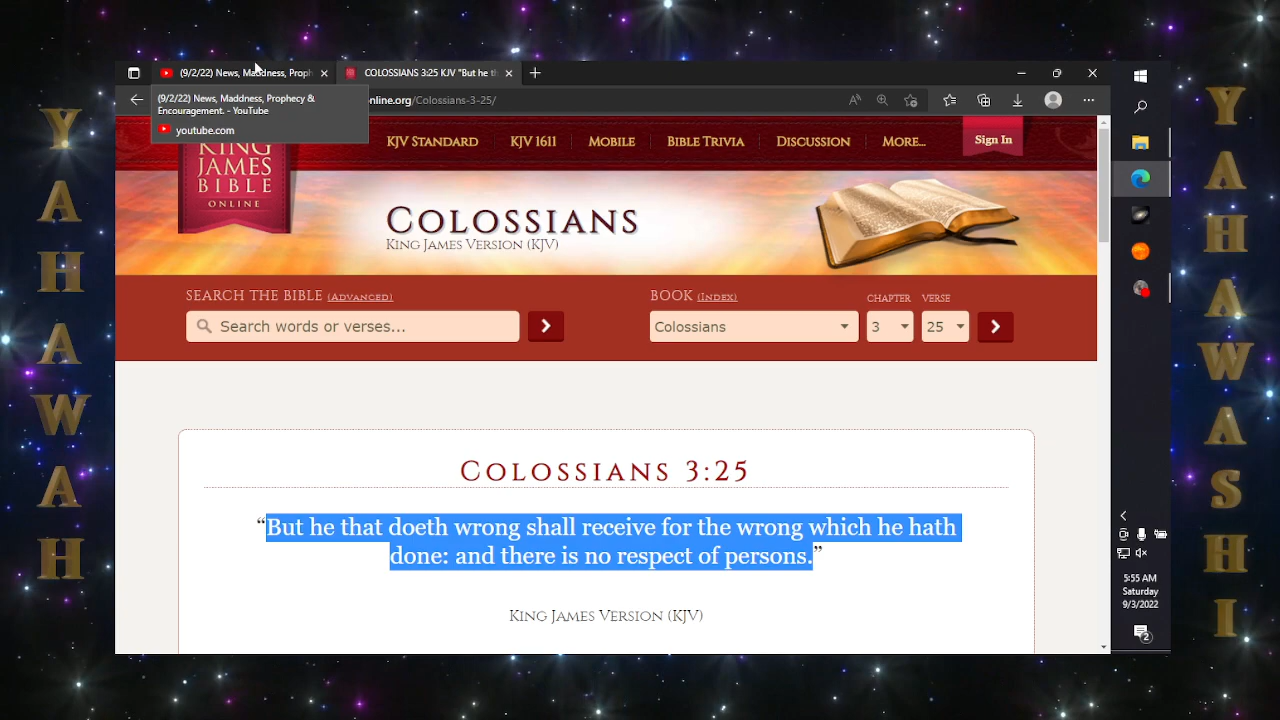 (9/2/22) News, Maddness, Proph
COLOSSIANS 3:25 KJV "But he th
(9/2/22) News, Maddness, Prophecy &
Encouragement. - YouTube
youtube.com
nline.org/Colossians-3-25/
KING
JAMES
BIBLE
ONLINE
KJV STANDARD
KJV 1611
MOBILE
BIBLE TRIVIA
DISCUSSION
MORE...
Sign In
COLOSSIANS
KING JAMES VERSION (KJV)
SEARCH THE BIBLE (ADVANCED)
Search words or verses...
BOOK (INDEX)
CHAPTER
VERSE
Colossians
3
25
COLOSSIANS 3:25
“But he that doeth wrong shall receive for the wrong which he hath
done: and there is no respect of persons.”
KING JAMES VERSION (KJV)
5:55 AM
Saturday
9/3/2022
2
YAHAWAH
YAHAWASHI